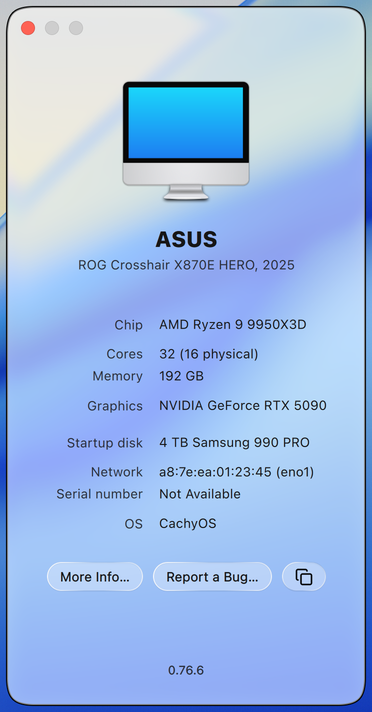 ASUS
ROG Crosshair X870E HERO, 2025
Chip AMD Ryzen 9 9950X3D
Cores 32 (16 physical)
Memory 192 GB
Graphics NVIDIA GeForce RTX 5090
Startup disk 4 TB Samsung 990 PRO
Network a8:7e:ea:01:23:45 (eno1)
Serial number Not Available
OS CachyOS
More Info... Report a Bug...
0.76.6